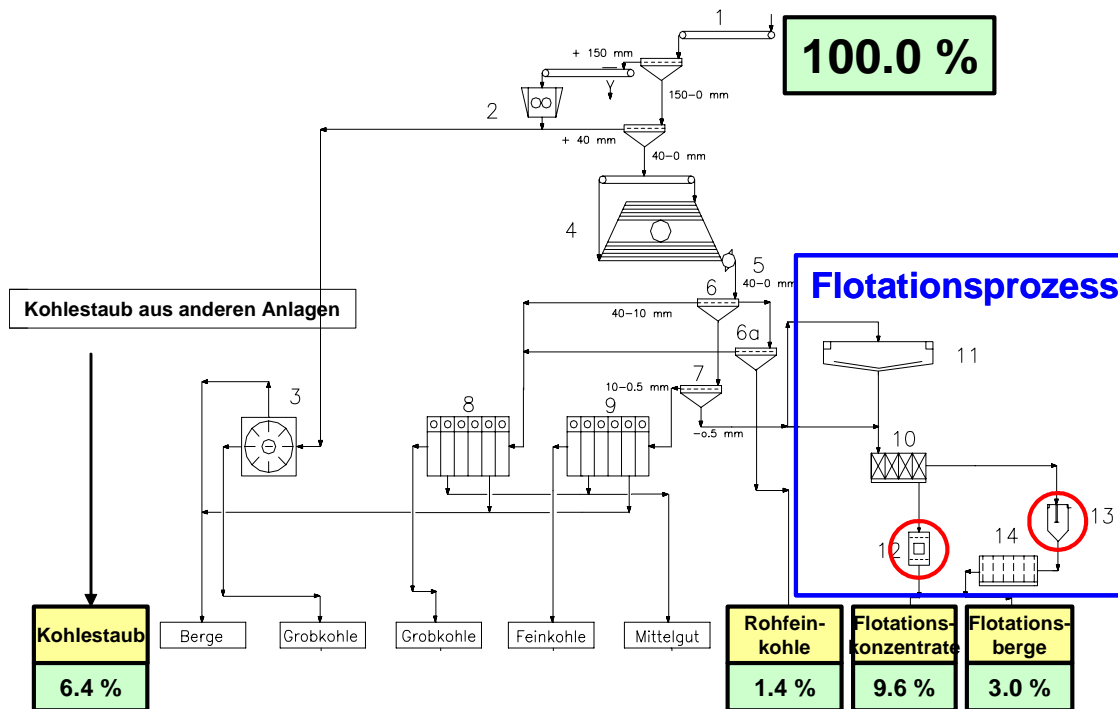 1
100.0 %
+ 150 mm
150-0 mm
2
+ 40 mm
40-0 mm
4
5
40-0 mm
Flotationsprozess
Kohlestaub aus anderen Anlagen
6
40-10 mm
6a
11
7
10-0.5 mm
3
8
9
-o.5 mm
10
13
12
14
Kohlestaub
6.4 %
Berge
Grobkohle
Grobkohle
Feinkohle
Mittelgut
Rohfein-
kohle
1.4 %
Flotations-
konzentrate
9.6 %
Flotations-
berge
3.0 %